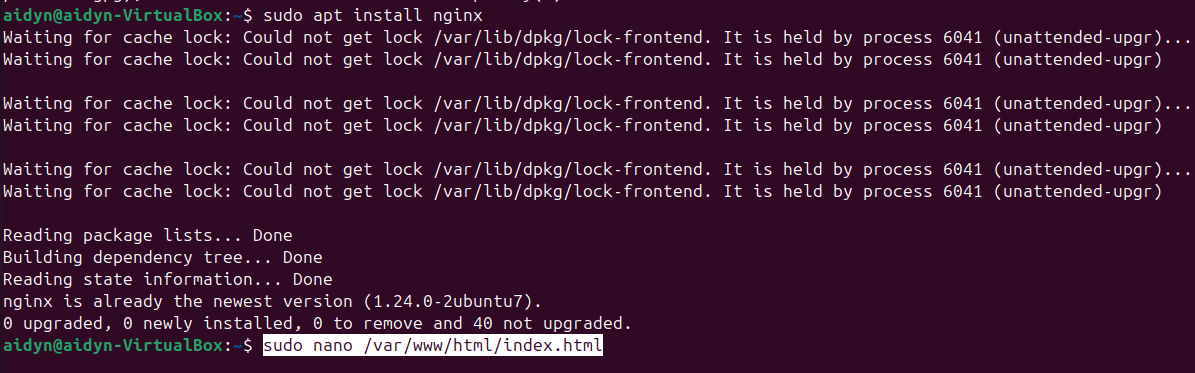 aidyn@aidyn-VirtualBox:~$ sudo apt install nginx
Waiting for cache lock: Could not get lock /var/lib/dpkg/lock-frontend. It is held by process 6041 (unattended-upgr)...
Waiting for cache lock: Could not get lock /var/lib/dpkg/lock-frontend. It is held by process 6041 (unattended-upgr)
Waiting for cache lock: Could not get lock /var/lib/dpkg/lock-frontend. It is held by process 6041 (unattended-upgr)...
Waiting for cache lock: Could not get lock /var/lib/dpkg/lock-frontend. It is held by process 6041 (unattended-upgr)
Waiting for cache lock: Could not get lock /var/lib/dpkg/lock-frontend. It is held by process 6041 (unattended-upgr)...
Waiting for cache lock: Could not get lock /var/lib/dpkg/lock-frontend. It is held by process 6041 (unattended-upgr)
Reading package lists... Done
Building dependency tree... Done
Reading state information... Done
nginx is already the newest version (1.24.0-2ubuntu7).
0 upgraded, 0 newly installed, 0 to remove and 40 not upgraded.
aidyn@aidyn-VirtualBox:~$ sudo nano /var/www/html/index.html